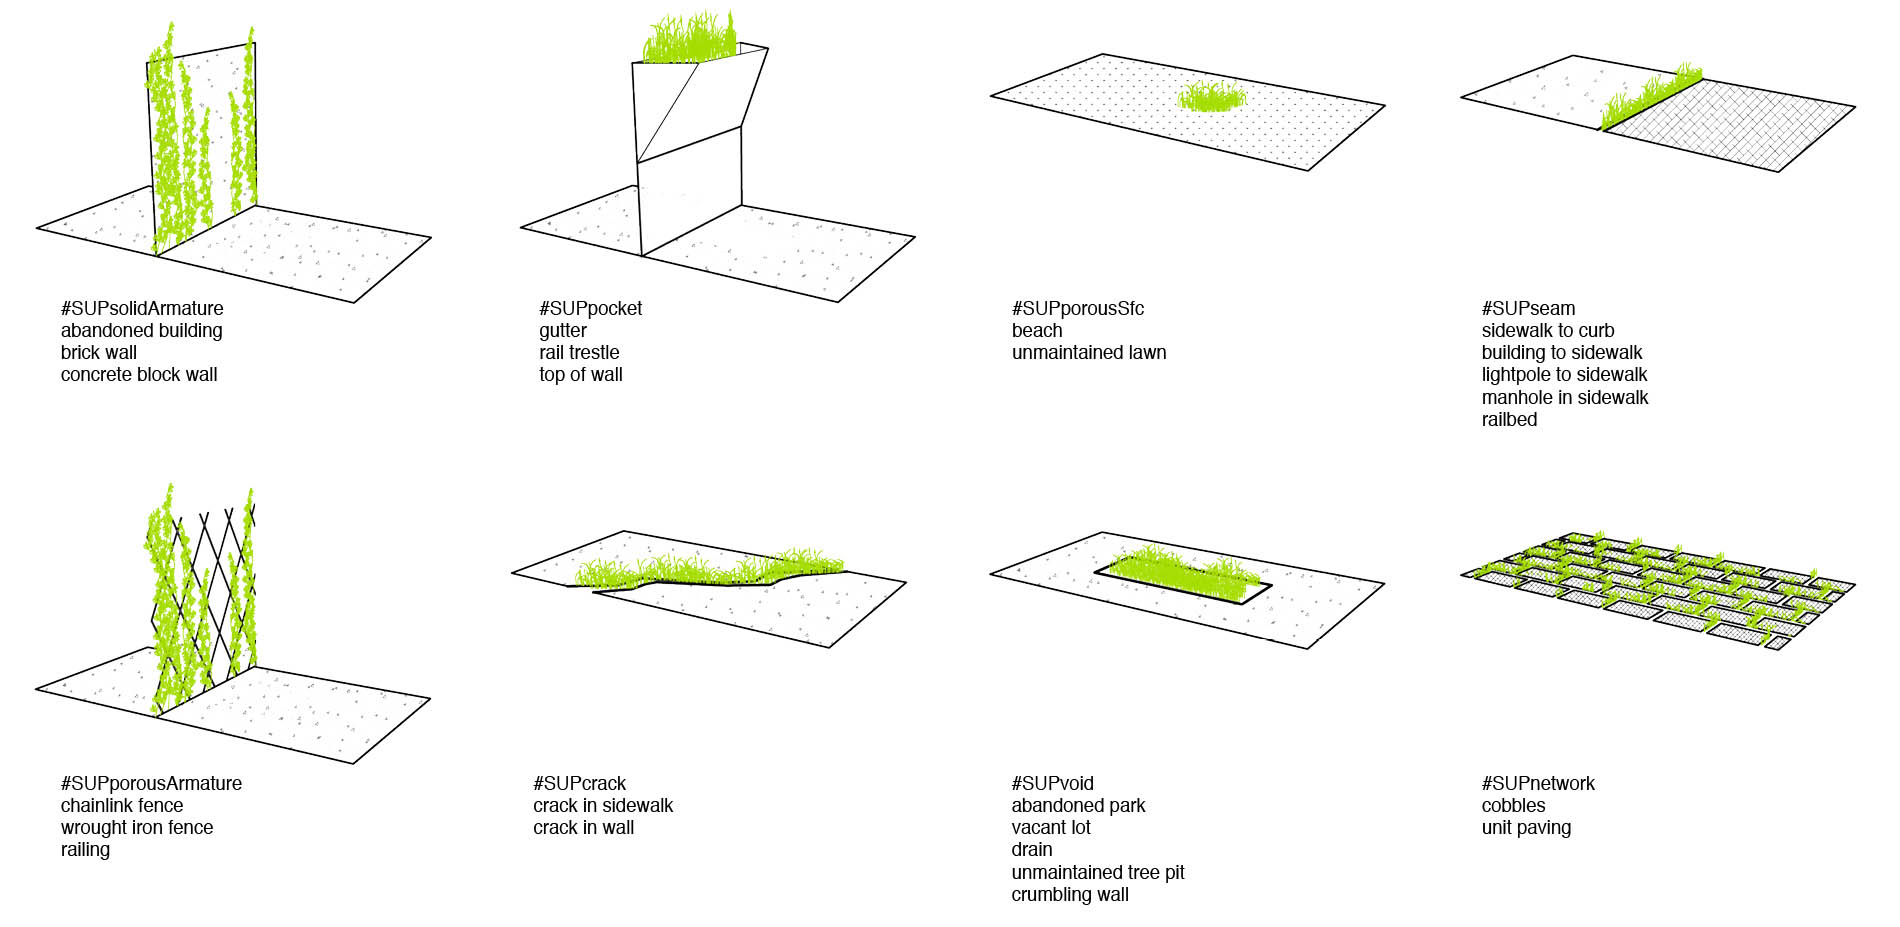 #SUPsolidArmature
abandoned building
brick wall
concrete block wall
#SUPpocket
gutter
rail trestle
top of wall
#SUPporousSfc
beach
unmaintained lawn
#SUPseam
sidewalk to curb
building to sidewalk
lightpole to sidewalk
manhole in sidewalk
railbed
#SUPporousArmature
chainlink fence
wrought iron fence
railing
#SUPcrack
crack in sidewalk
crack in wall
#SUPvoid
abandoned park
vacant lot
drain
unmaintained tree pit
crumbling wall
#SUPnetwork
cobbles
unit paving